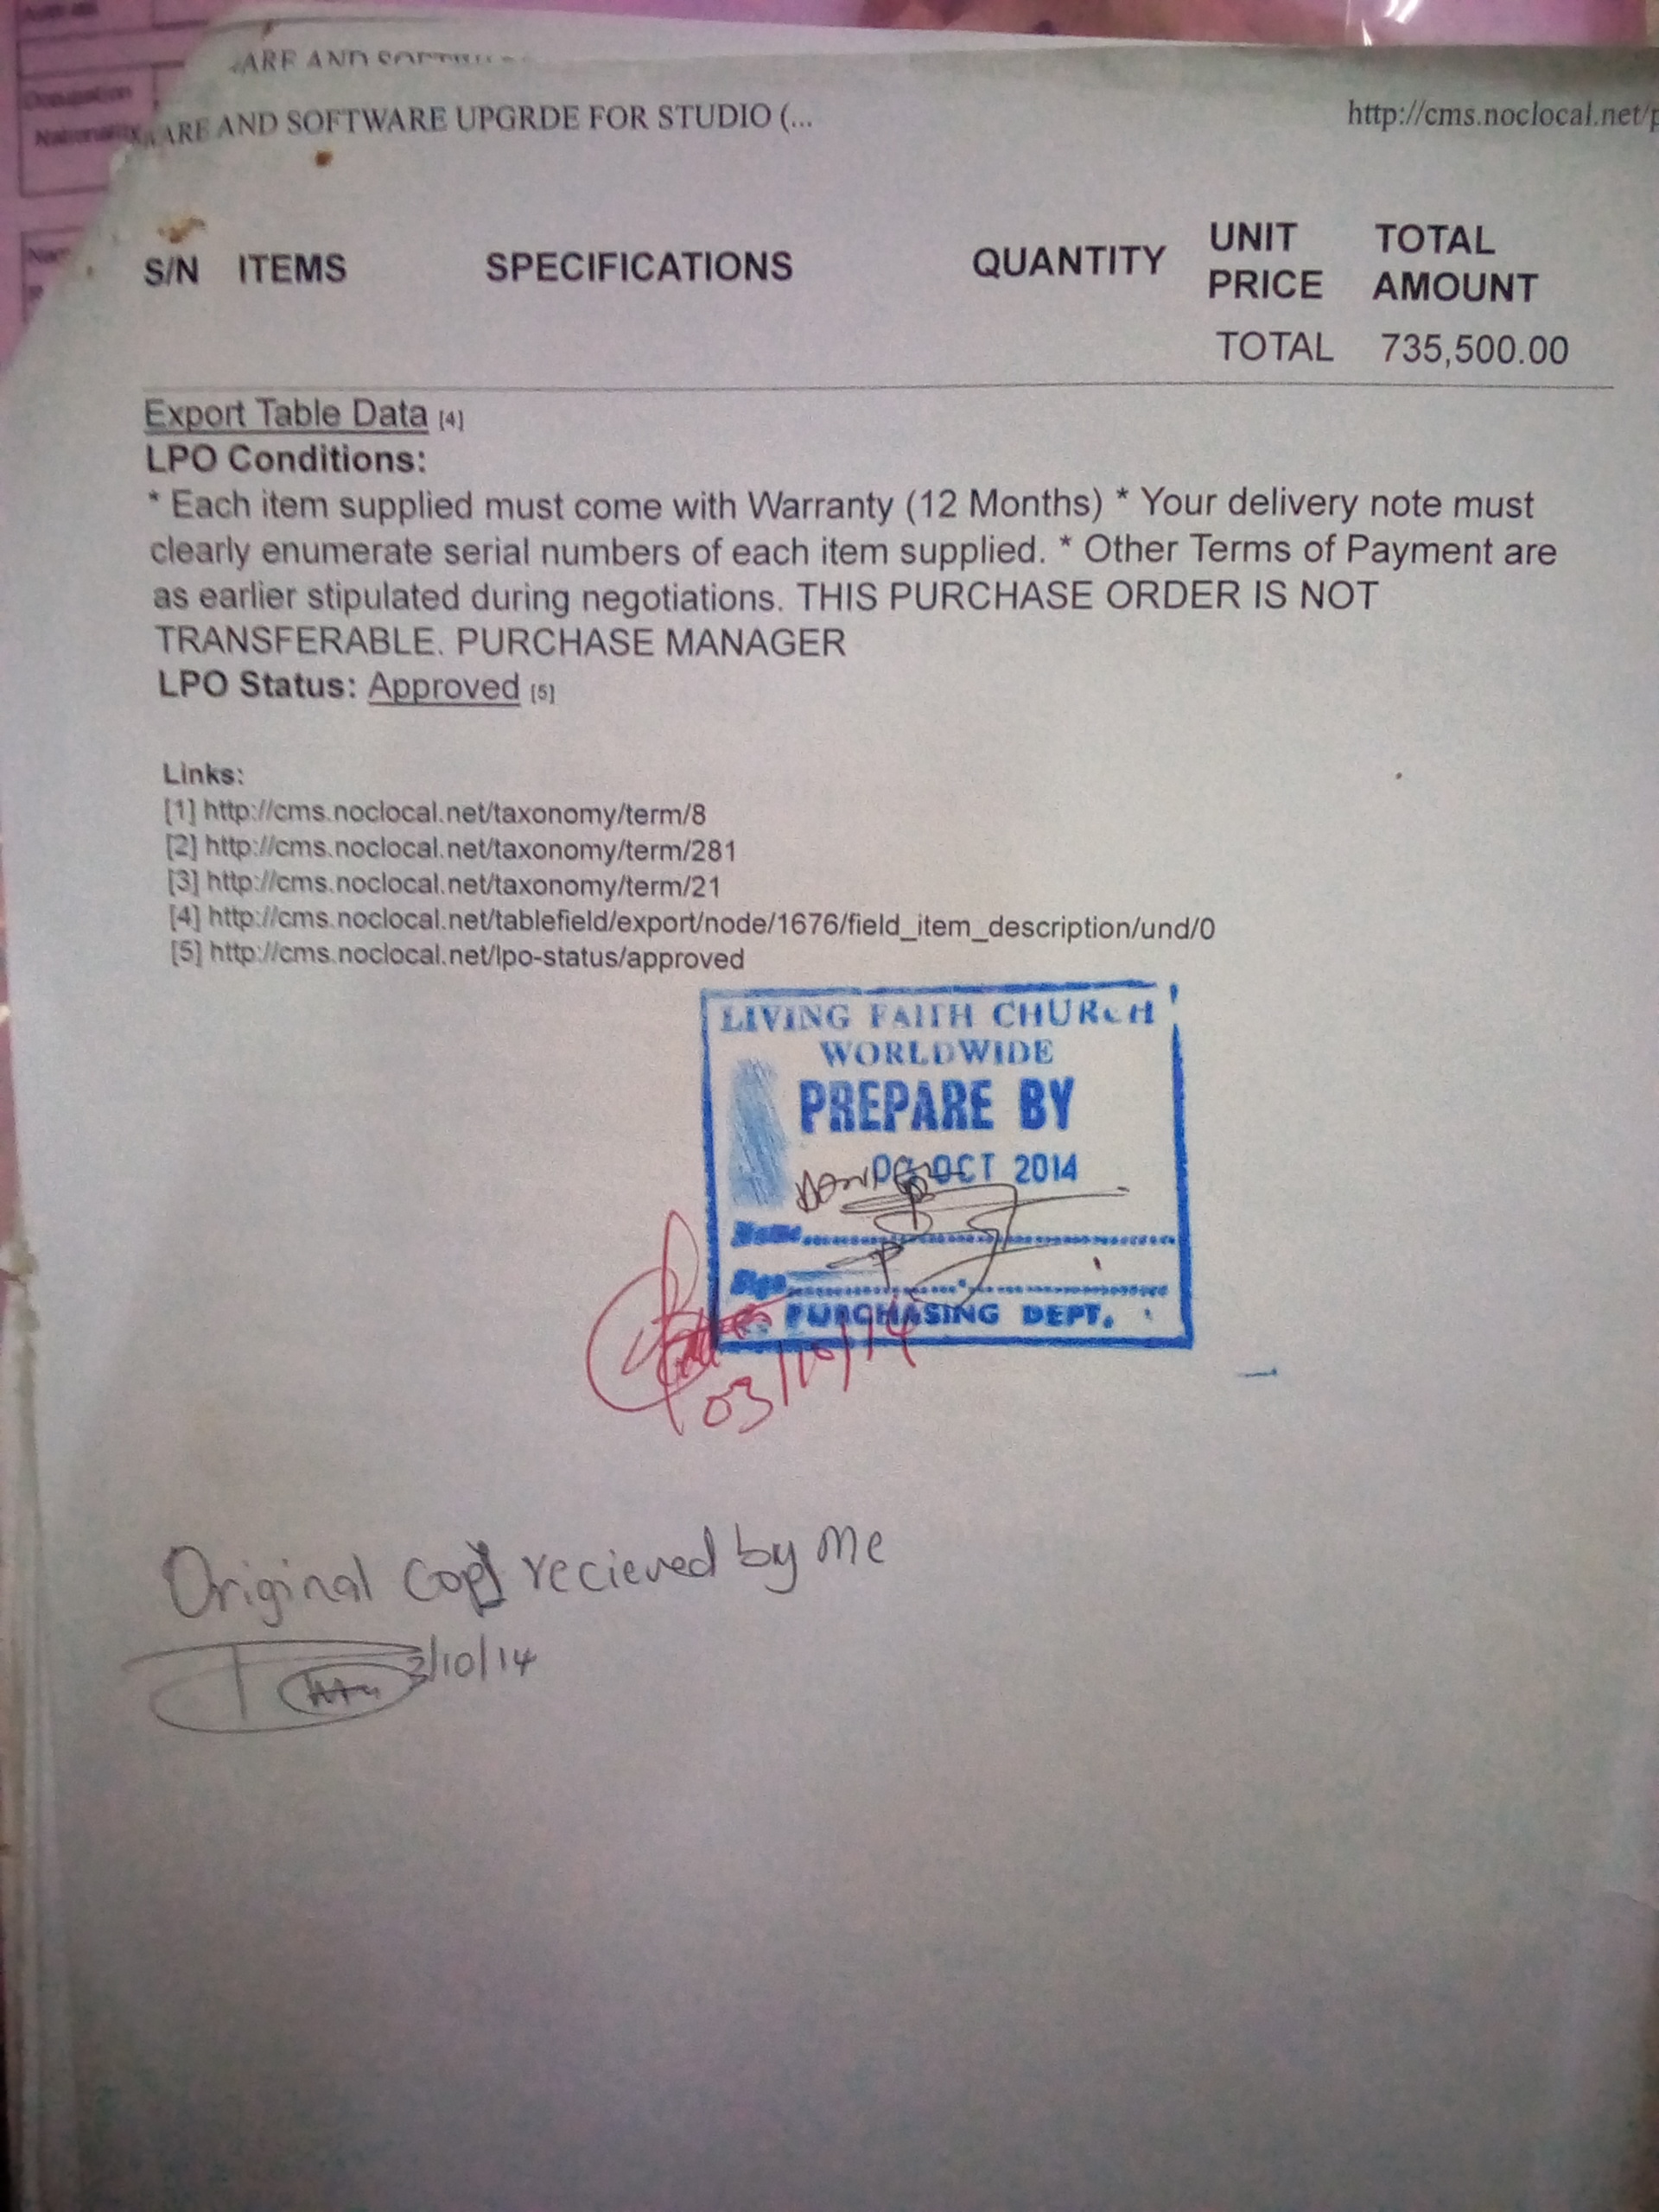 ARE AND
ARE AND SOFTWARE UPGRDE FOR STUDIO (...
http://cms.noclocal.net/p
Occupation
Nationality
S/N ITEMS SPECIFICATIONS QUANTITY UNIT PRICE TOTAL AMOUNT
TOTAL 735,500.00
Export Table Data [4]
LPO Conditions:
* Each item supplied must come with Warranty (12 Months) * Your delivery note must
clearly enumerate serial numbers of each item supplied. * Other Terms of Payment are
as earlier stipulated during negotiations. THIS PURCHASE ORDER IS NOT
TRANSFERABLE. PURCHASE MANAGER
LPO Status: Approved [5]
Links:
[1] http://cms.noclocal.net/taxonomy/term/8
[2] http://cms.noclocal.net/taxonomy/term/281
[3] http://cms.noclocal.net/taxonomy/term/21
[4] http://cms.noclocal.net/tablefield/export/node/1676/field_item_description/und/0
[5] http://cms.noclocal.net/lpo-status/approved
LIVING FAITH CHURCH
WORLDWIDE
PREPARE BY
OCT 2014
Name
Sign
PURCHASING DEPT.
03/10/14
Original Copy recieved by me
3/10/14